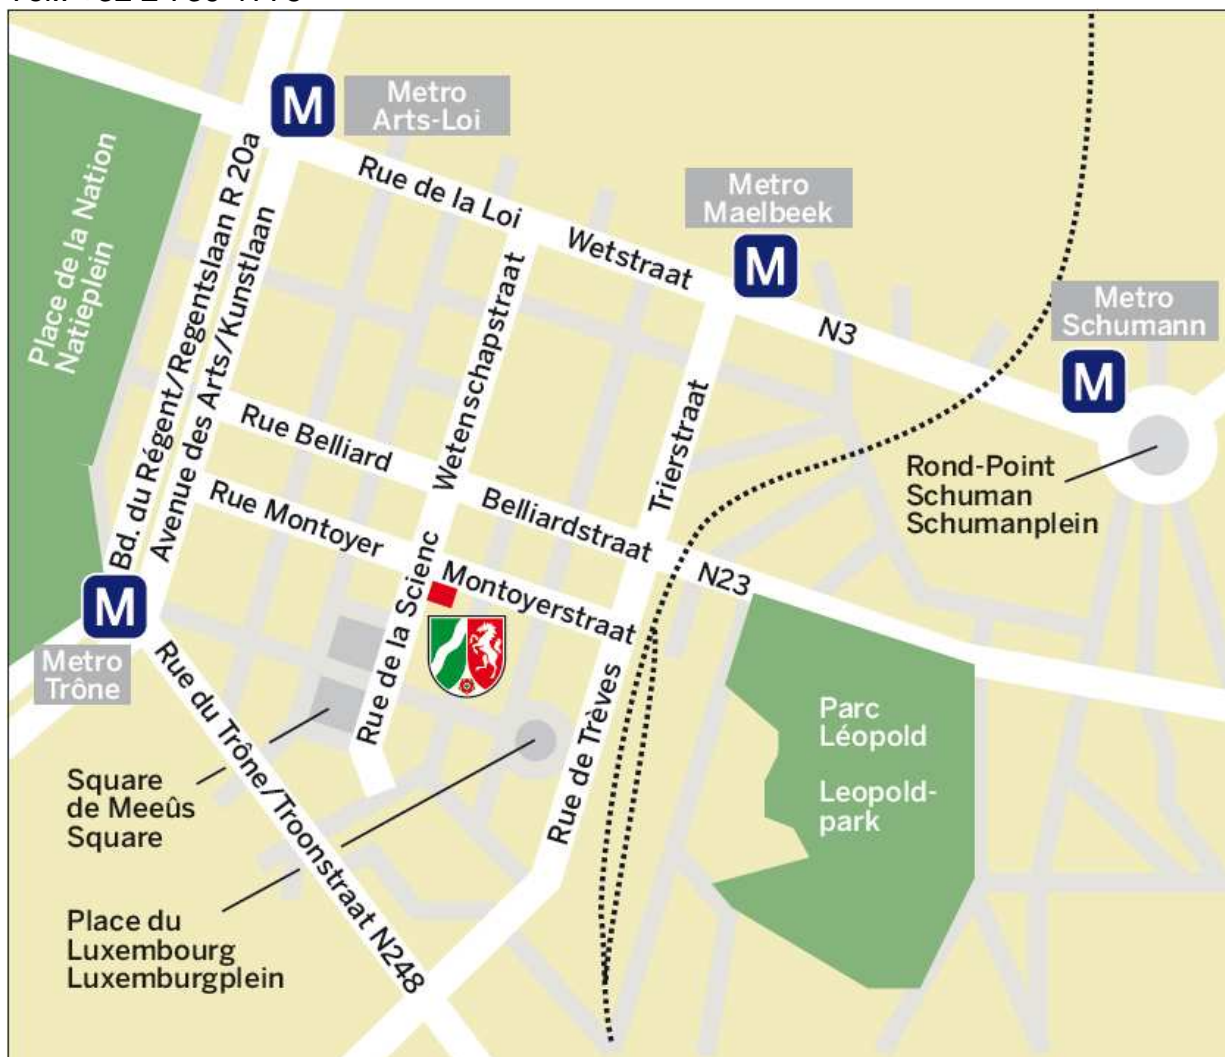 M
Metro
Arts-Loi
Place de la Nation
Natieplein
Bd. du Régent/Regentslaan R 20a
Avenue des Arts/Kunstlaan
Rue de la Loi
Wetstraat
N3
Metro
Maelbeek
M
Metro
Schumann
M
Rond-Point
Schuman
Schumanplein
Wetenschapstraat
Rue de la Scienc
Trierstraat
Rue de Trèves
Rue Belliard
Belliardstraat
N23
Rue Montoyer
Montoyerstraat
M
Metro
Trône
Rue du Trône/Troonstraat N248
Square
de Meeûs
Square
Place du
Luxembourg
Luxemburgplein
Parc
Léopold
Leopold-
park